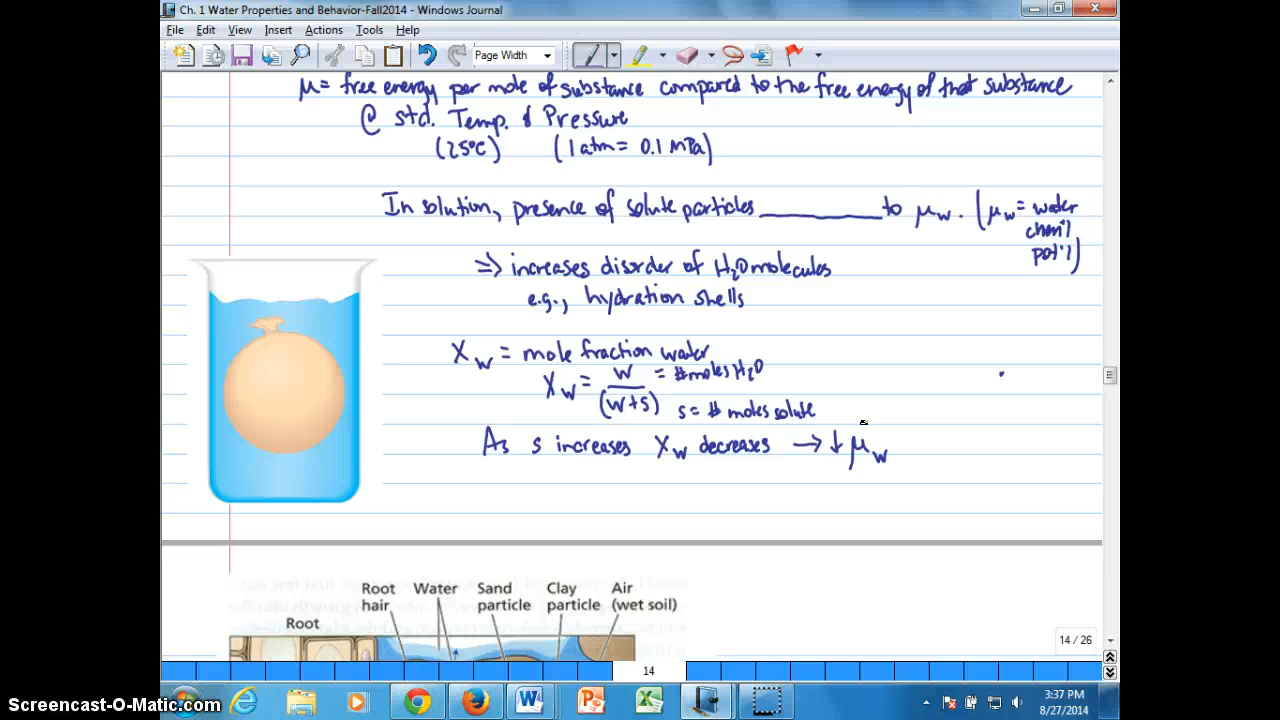 Ch. 1 Water Properties and Behavior-Fall2014 - Windows Journal
File Edit View Insert Actions Tools Help
Page Width
μ = free energy per mole of substance compared to the free energy of that substance
@ std. Temp. & Pressure
(25°C) (1 atm = 0.1 MPa)
In solution, presence of solute particles ________ to μw. (μw = water
chem'l
pot'l)
⇒ increases disorder of H2O molecules
e.g., hydration shells
Xw = mole fraction water
Xw = w = # moles H2O
(w+s) s = # moles solute
As s increases Xw decreases → ↓ μw
Root hair
Water
Sand particle
Clay particle
Air (wet soil)
Root
14 / 26
14
3:37 PM
8/27/2014
Screencast-O-Matic.com